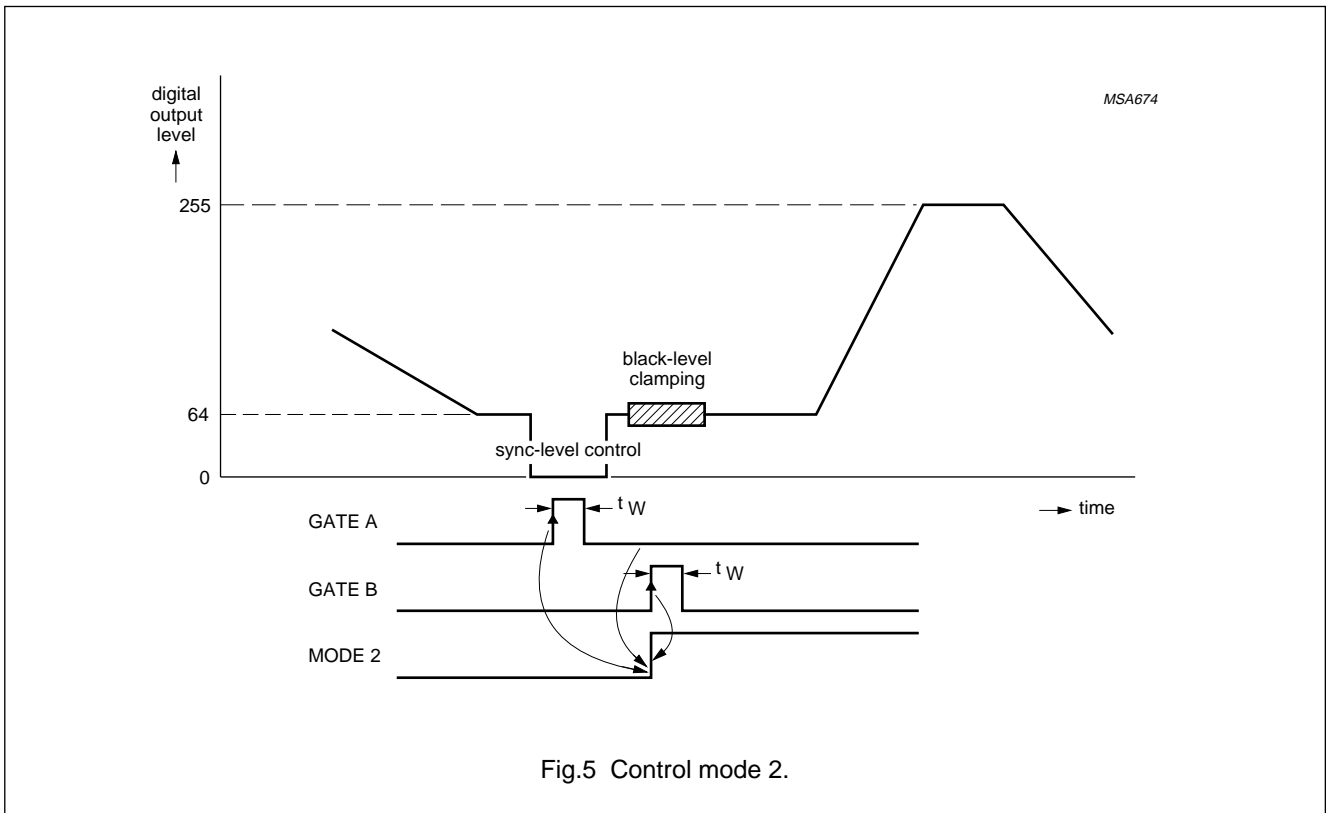 digital
output
level
MSA674
255
black-level
clamping
64
sync-level control
0
time
GATE A
t W
GATE B
t W
MODE 2
Fig.5 Control mode 2.